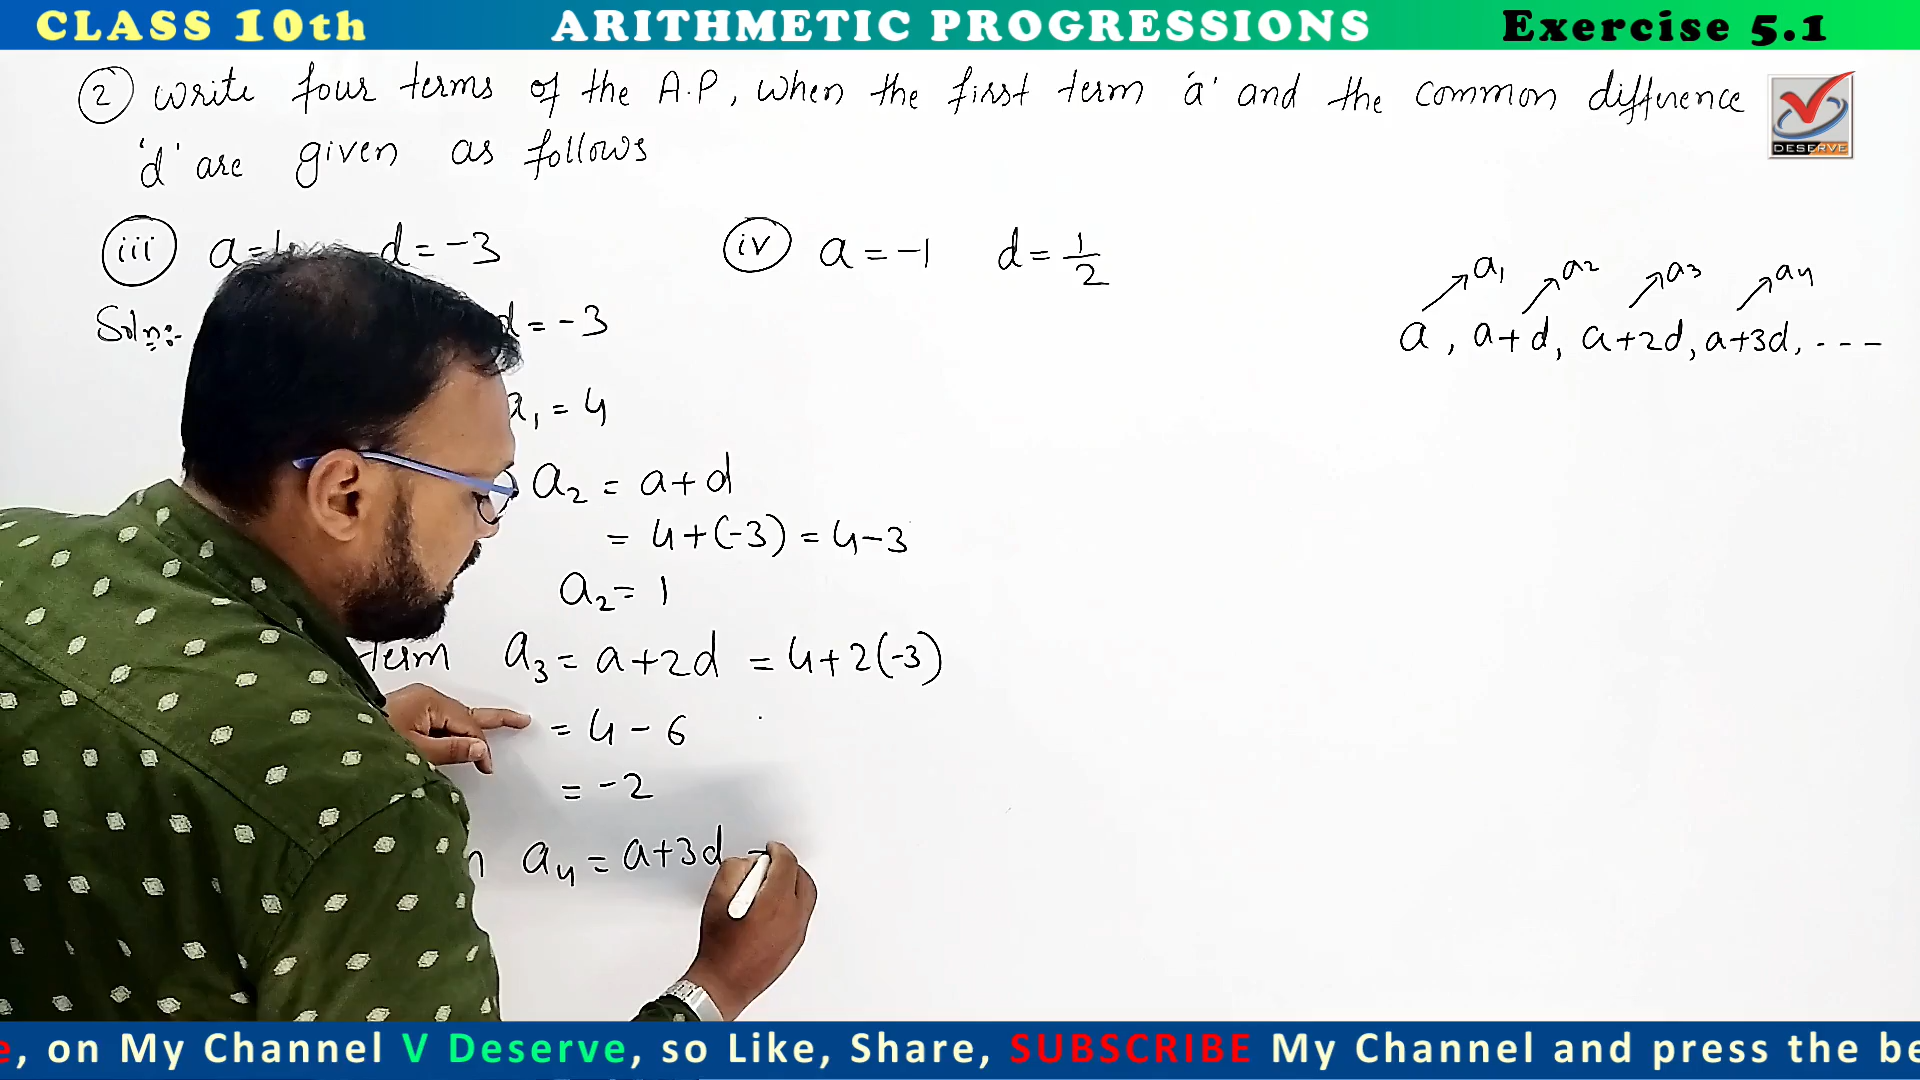 CLASS 10th ARITHMETIC PROGRESSIONS Exercise 5.1
② Write four terms of the A.P, when the first term 'a' and the common difference
'd' are given as follows
DESERVE
(iii) a = d = -3 (iv) a = -1 d = 1/2
a1 a2 a3 a4
a, a+d, a+2d, a+3d, ----
Soln:- d = -3
a1 = 4
a2 = a+d
= 4+(-3) = 4-3
a2 = 1
term a3 = a+2d = 4+2(-3)
= 4-6
= -2
a4 = a+3d
, on My Channel V Deserve, so Like, Share, SUBSCRIBE My Channel and press the be